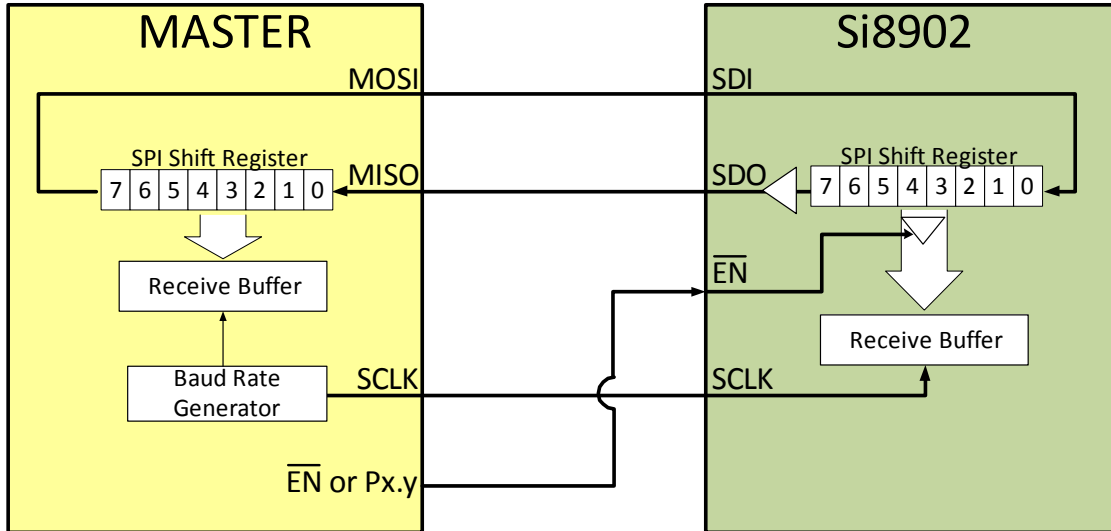 MASTER
MOSI
SPI Shift Register
MISO
7 6 5 4 3 2 1 0
Receive Buffer
Baud Rate
Generator
SCLK
E̅N̅ or Px.y
Si8902
SDI
SPI Shift Register
SDO
7 6 5 4 3 2 1 0
E̅N̅
Receive Buffer
SCLK